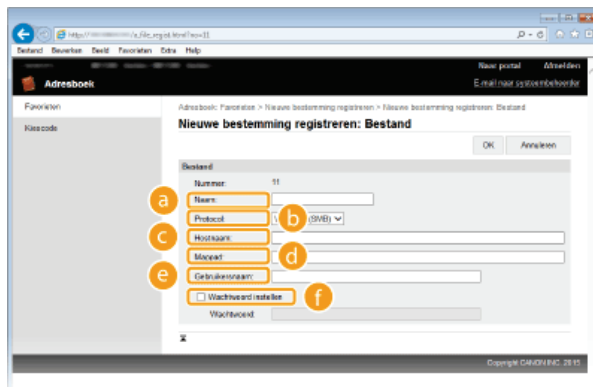 Bestand Bewerken Beeld Favorieten Extra Help
Naar portal Afmelden
Adresboek
E-mail naar systeembeheerder
Favorieten
Kiescode
Adresboek: Favorieten > Nieuwe bestemming registreren > Nieuwe bestemming registreren: Bestand
Nieuwe bestemming registreren: Bestand
OK Annuleren
Bestand
Nummer: 11
a Naam:
Protocol: b (SMB)
c Hostnaam:
Mappad: d
e Gebruikersnaam:
Wachtwoord instellen f
Wachtwoord:
Copyright CANON INC. 2015